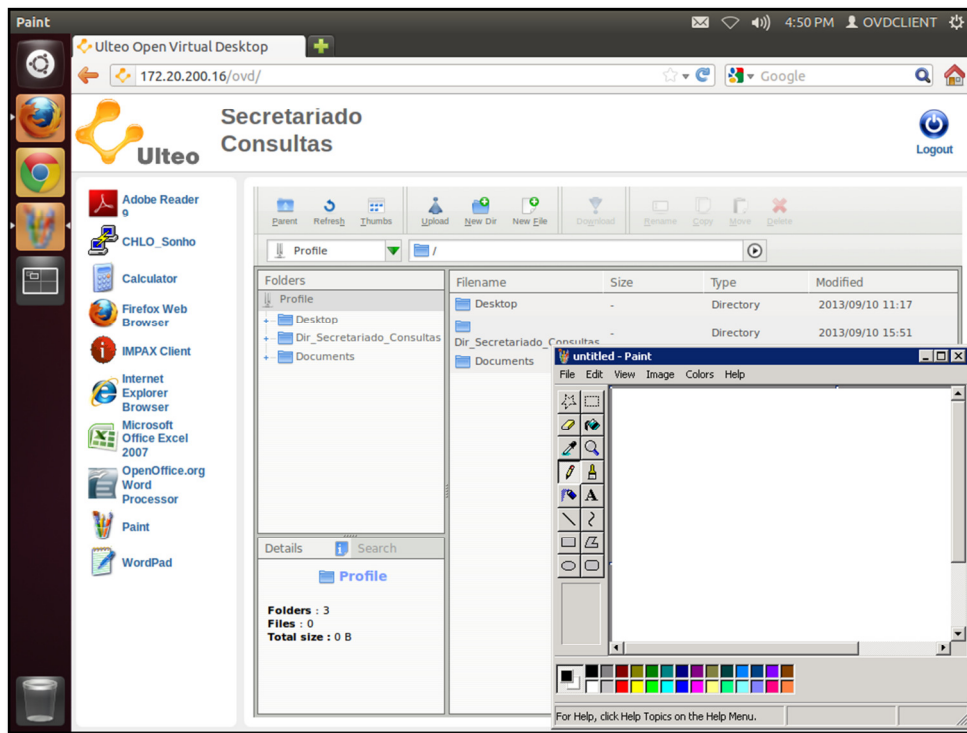 Paint
4:50 PM OVDCLIENT
Ulteo Open Virtual Desktop
172.20.200.16/ovd/
Google
Ulteo
Secretariado
Consultas
Logout
Adobe Reader
9
CHLO_Sonho
Calculator
Firefox Web
Browser
IMPAX Client
Internet
Explorer
Browser
Microsoft
Office Excel
2007
OpenOffice.org
Word
Processor
Paint
WordPad
Parent Refresh Thumbs Upload New Dir New File Download Rename Copy Move Delete
Profile /
Folders
Profile
Desktop
Dir_Secretariado_Consultas
Documents
Filename Size Type Modified
Desktop - Directory 2013/09/10 11:17
Dir_Secretariado_Consultas - Directory 2013/09/10 15:51
Documents
Details Search
Profile
Folders : 3
Files : 0
Total size : 0 B
untitled - Paint
File Edit View Image Colors Help
A
For Help, click Help Topics on the Help Menu.